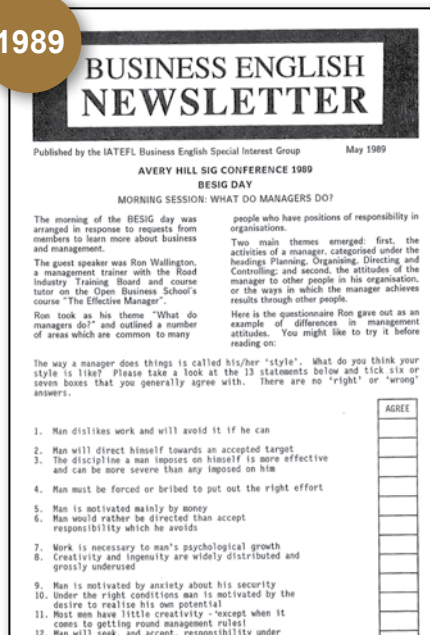 1989
BUSINESS ENGLISH
NEWSLETTER
Published by the IATEFL Business English Special Interest Group May 1989
AVERY HILL SIG CONFERENCE 1989
BESIG DAY
MORNING SESSION: WHAT DO MANAGERS DO?
The morning of the BESIG day was
arranged in response to requests from
members to learn more about business
and management.
The guest speaker was Ron Wallington,
a management trainer with the Road
Industry Training Board and course
tutor on the Open Business School's
course "The Effective Manager".
Ron took as his theme "What do
managers do?" and outlined a number
of areas which are common to many
people who have positions of responsibility in
organisations.
Two main themes emerged: first, the
activities of a manager, categorised under the
headings Planning, Organising, Directing and
Controlling; and second, the attitudes of the
manager to other people in his organisation,
or the ways in which the manager achieves
results through other people.
Here is the questionnaire Ron gave out as an
example of differences in management
attitudes. You might like to try it before
reading on:
The way a manager does things is called his/her 'style'. What do you think your
style is like? Please take a look at the 13 statements below and tick six or
seven boxes that you generally agree with. There are no 'right' or 'wrong'
answers.
AGREE
1. Man dislikes work and will avoid it if he can
2. Man will direct himself towards an accepted target
3. The discipline a man imposes on himself is more effective
and can be more severe than any imposed on him
4. Man must be forced or bribed to put out the right effort
5. Man is motivated mainly by money
6. Man would rather be directed than accept
responsibility which he avoids
7. Work is necessary to man's psychological growth
8. Creativity and ingenuity are widely distributed and
grossly underused
9. Man is motivated by anxiety about his security
10. Under the right conditions man is motivated by the
desire to realise his own potential
11. Most men have little creativity - 'except when it
comes to getting round management rules!
12. Man will seek, and accept, responsibility under